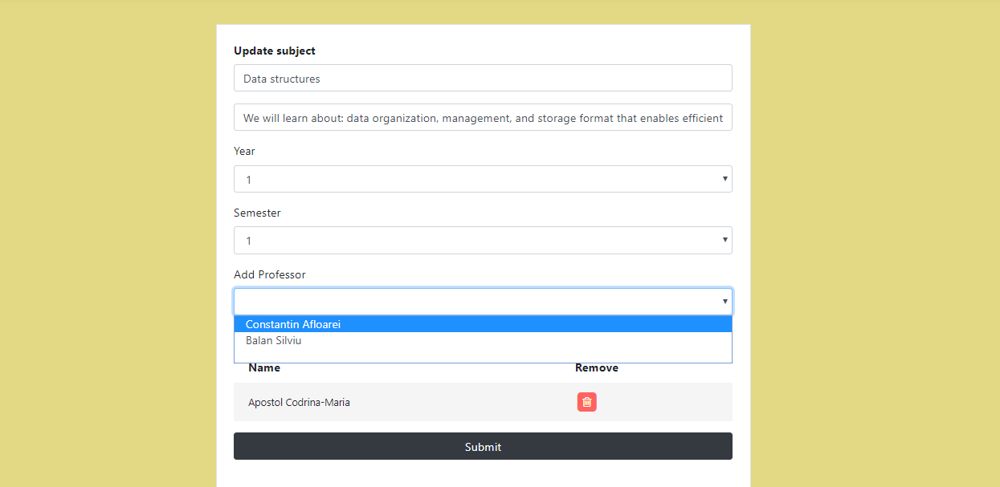 Update subject
Data structures
We will learn about: data organization, management, and storage format that enables efficient
Year
1
Semester
1
Add Professor
Constantin Afloarei
Balan Silviu
Name Remove
Apostol Codrina-Maria
Submit